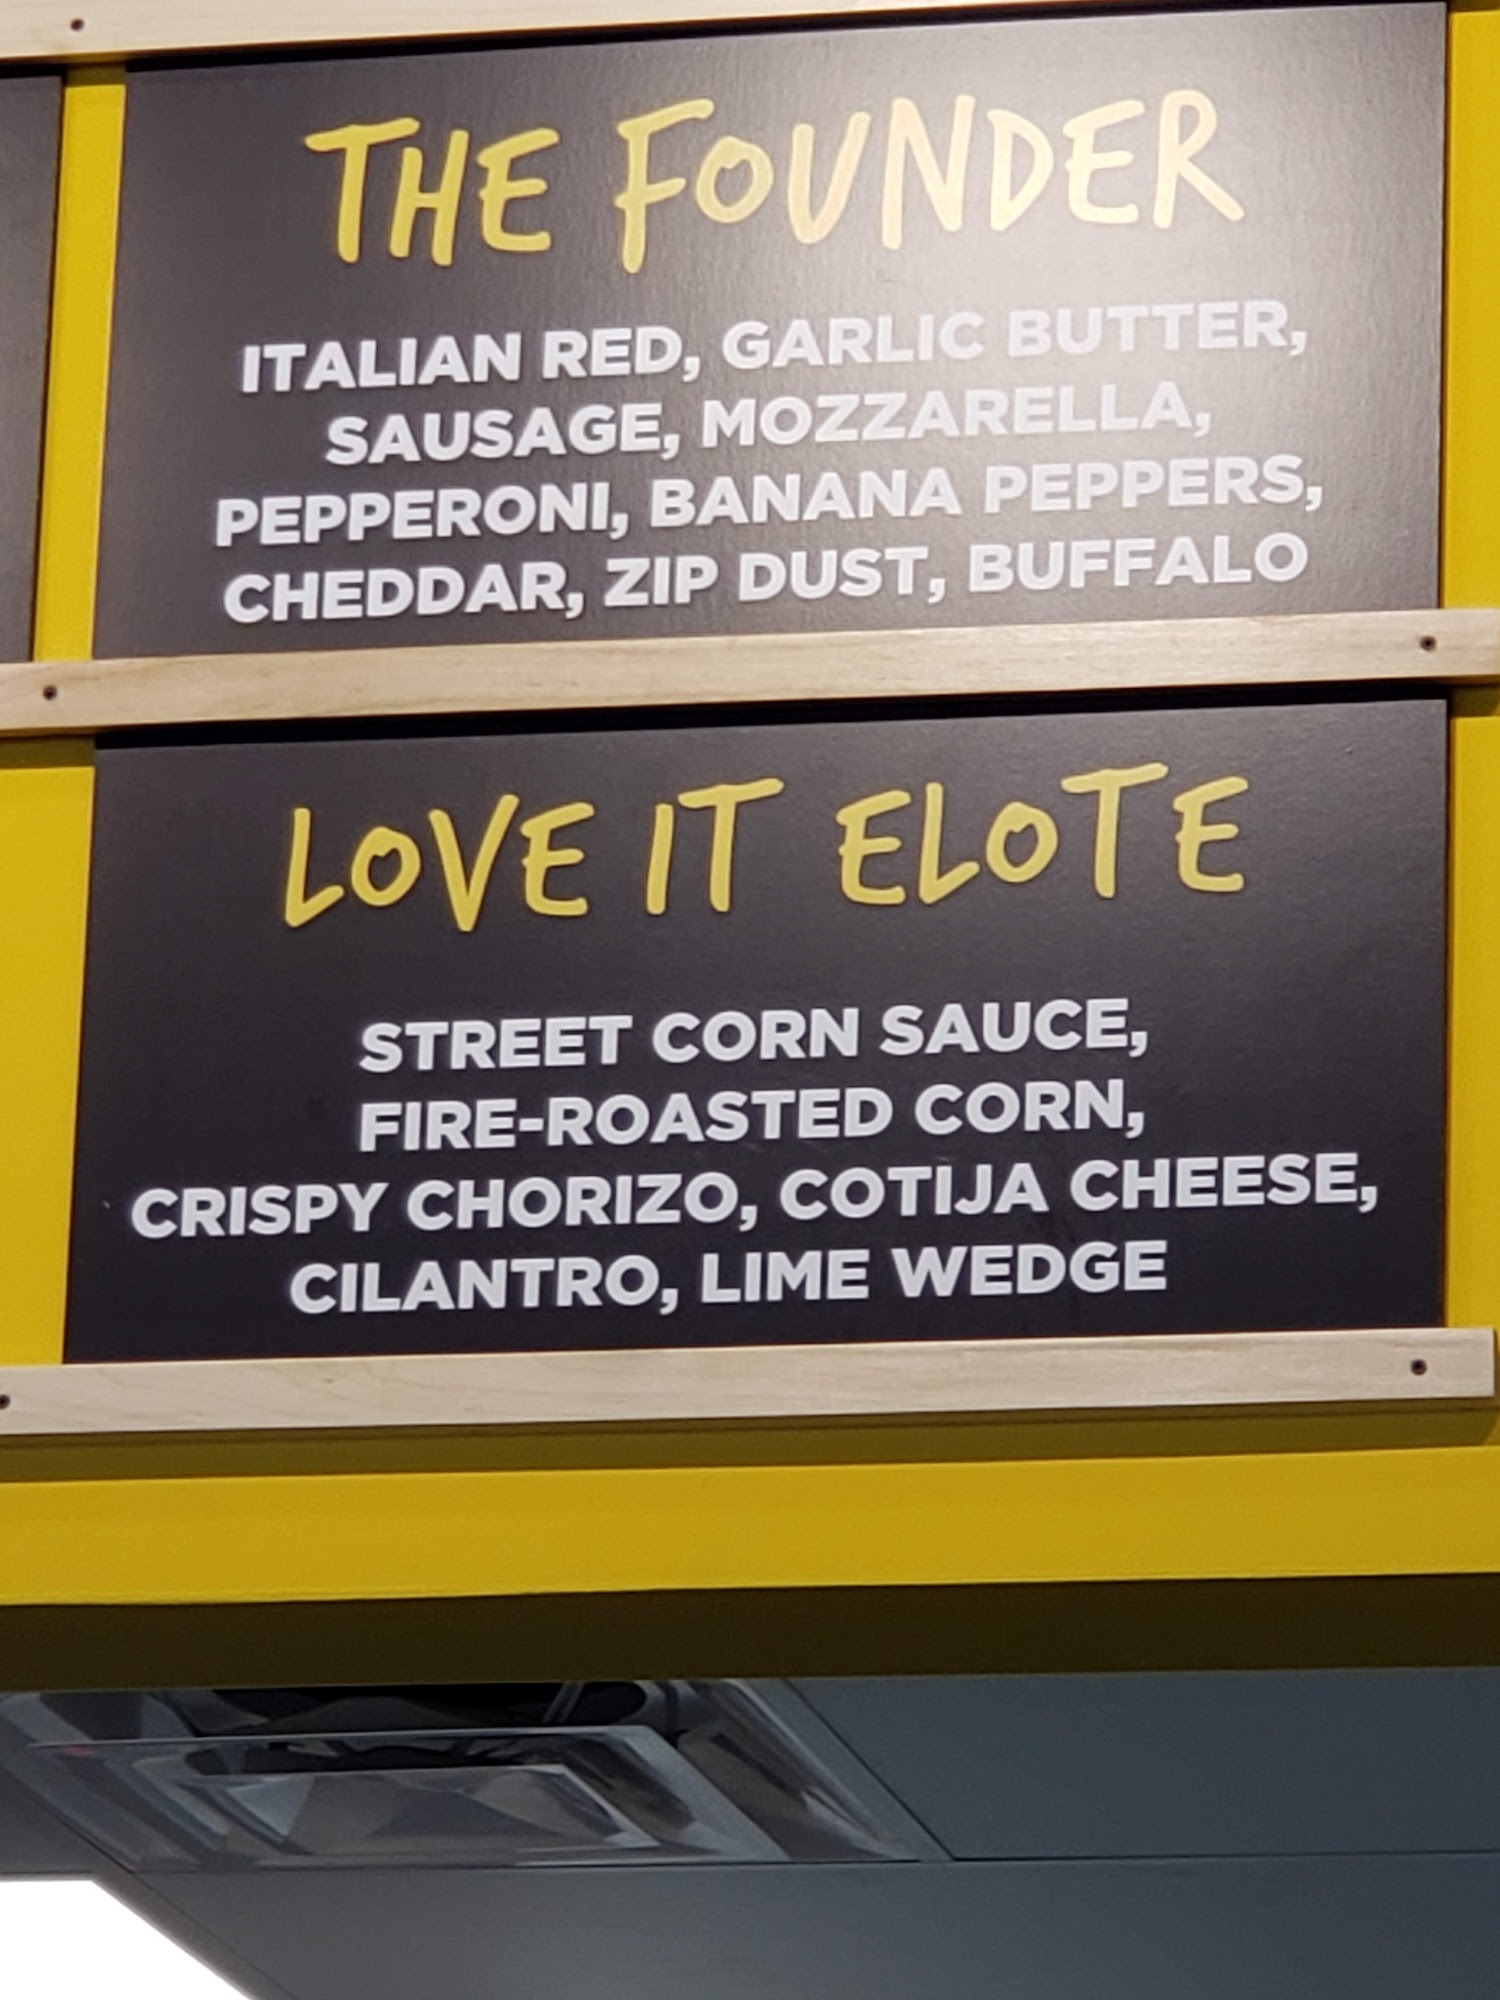 THE FOUNDER
ITALIAN RED, GARLIC BUTTER,
SAUSAGE, MOZZARELLA,
PEPPERONI, BANANA PEPPERS,
CHEDDAR, ZIP DUST, BUFFALO
LOVE IT ELOTE
STREET CORN SAUCE,
FIRE-ROASTED CORN,
CRISPY CHORIZO, COTIJA CHEESE,
CILANTRO, LIME WEDGE